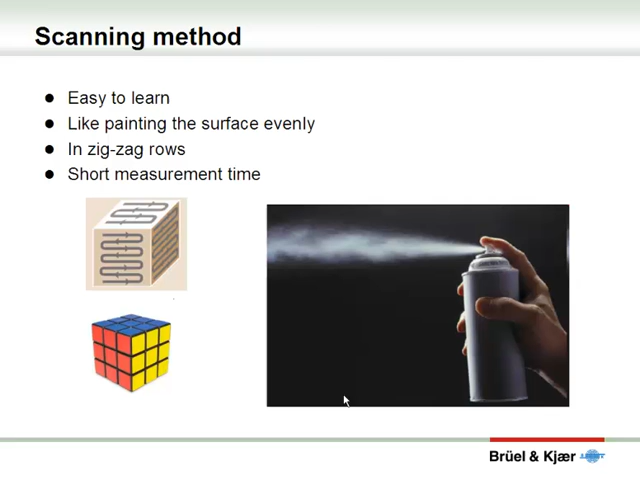 Scanning method
Easy to learn
Like painting the surface evenly
In zig-zag rows
Short measurement time
Brüel & Kjær